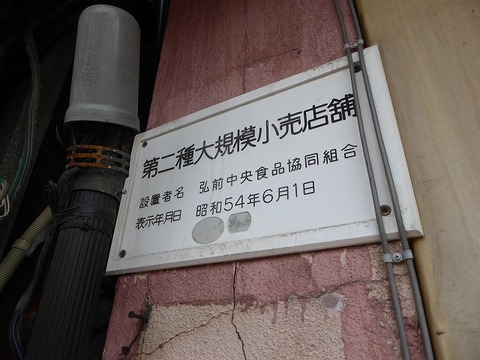 第二種大規模小売店舗
設置者名 弘前中央食品協同組合
表示年月日 昭和54年6月1日